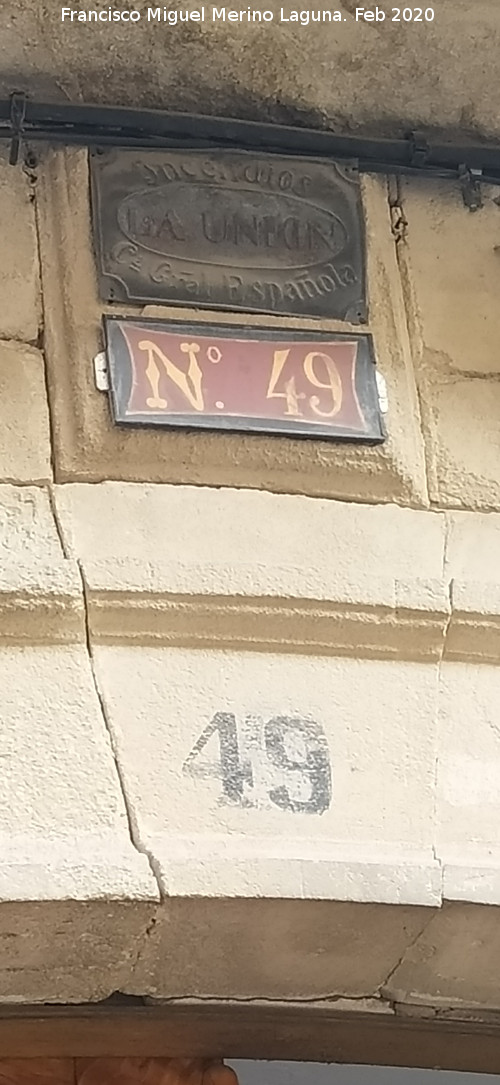 Francisco Miguel Merino Laguna. Feb 2020
Incendios
LA UNION
Cª Gral Española
Nº. 49
49